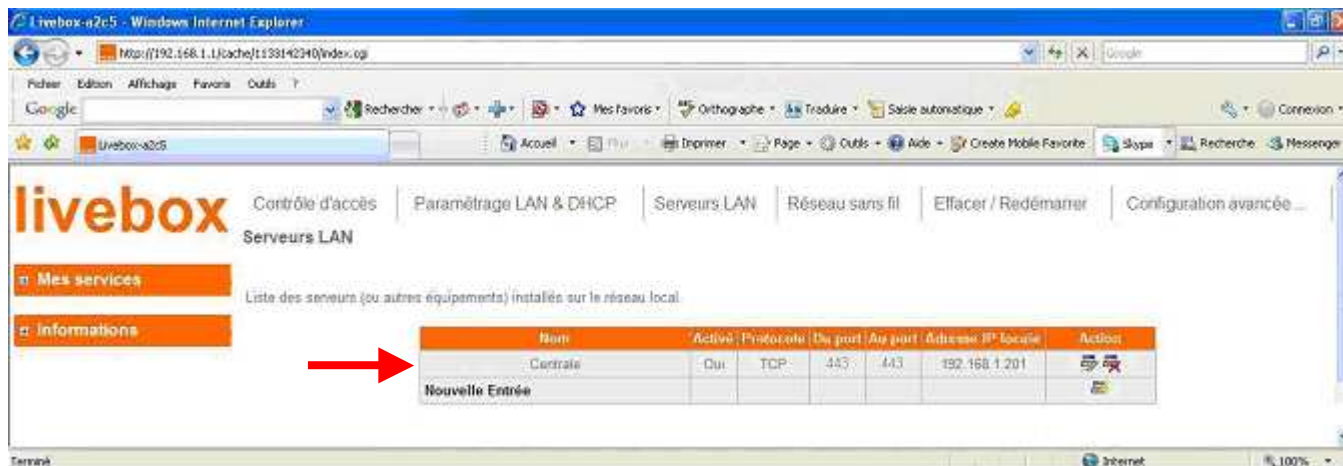 Livebox-a2c5 - Windows Internet Explorer
http://192.168.1.1/cache/1133142340/index.cgi
Google
Fichier Edition Affichage Favoris Outils ?
Google Rechercher Mes favoris Orthographe Traduire Saisie automatique Connexion
Livebox-a2c5 Accueil Imprimer Page Outils Aide Create Mobile Favorite Skype Recherche Messenger
livebox
Contrôle d'accès Paramétrage LAN & DHCP Serveurs LAN Réseau sans fil Effacer / Redémarrer Configuration avancée...
Serveurs LAN
Mes services
Liste des serveurs (ou autres équipements) installés sur le réseau local.
Informations
Nom Activé Protocole Du port Au port Adresse IP locale Action
Centrale Oui TCP 443 443 192.168.1.201
Nouvelle Entrée
Terminé Internet 100%